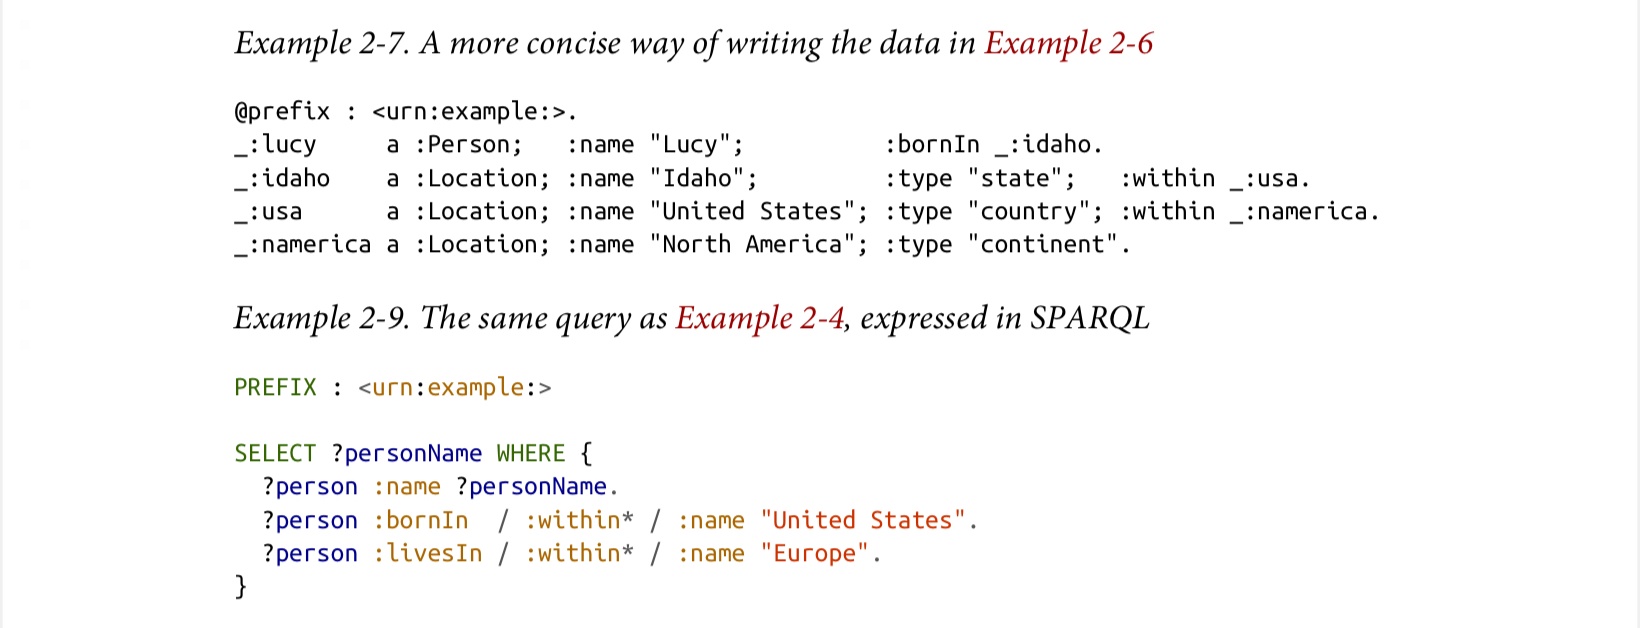 Example 2-7. A more concise way of writing the data in Example 2-6
@prefix : <urn:example:>.
_:lucy     a :Person;   :name "Lucy";          :bornIn _:idaho.
_:idaho    a :Location; :name "Idaho";         :type "state";   :within _:usa.
_:usa      a :Location; :name "United States"; :type "country"; :within _:namerica.
_:namerica a :Location; :name "North America"; :type "continent".
Example 2-9. The same query as Example 2-4, expressed in SPARQL
PREFIX : <urn:example:>
SELECT ?personName WHERE {
  ?person :name ?personName.
  ?person :bornIn  / :within* / :name "United States".
  ?person :livesIn / :within* / :name "Europe".
}